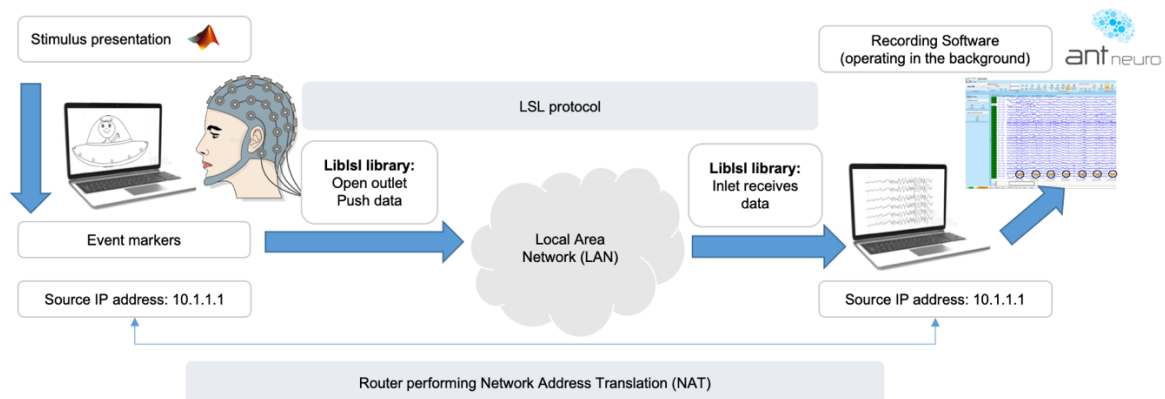 Stimulus presentation
Recording Software
(operating in the background)
ant neuro
LSL protocol
Liblsl library:
Open outlet
Push data
Liblsl library:
Inlet receives
data
Event markers
Local Area
Network (LAN)
Source IP address: 10.1.1.1
Source IP address: 10.1.1.1
Router performing Network Address Translation (NAT)